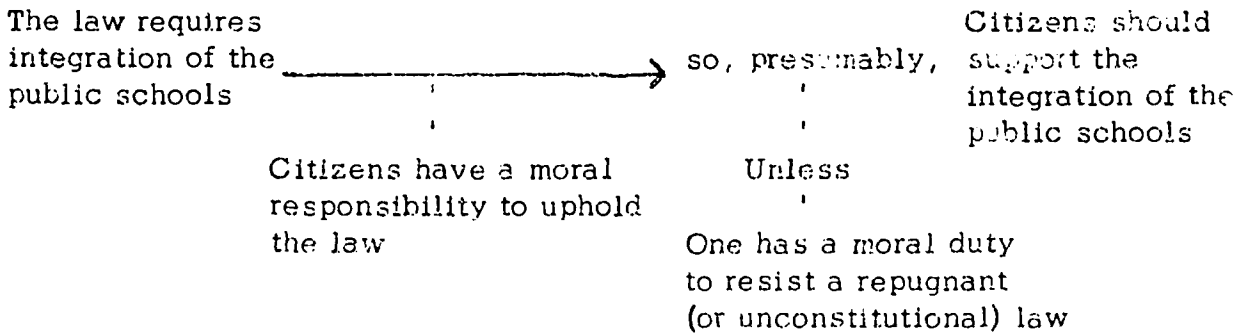 The law requires
integration of the
public schools
so, presumably,
Citizens should
support the
integration of the
public schools
Citizens have a moral
responsibility to uphold
the law
Unless
One has a moral duty
to resist a repugnant
(or unconstitutional) law